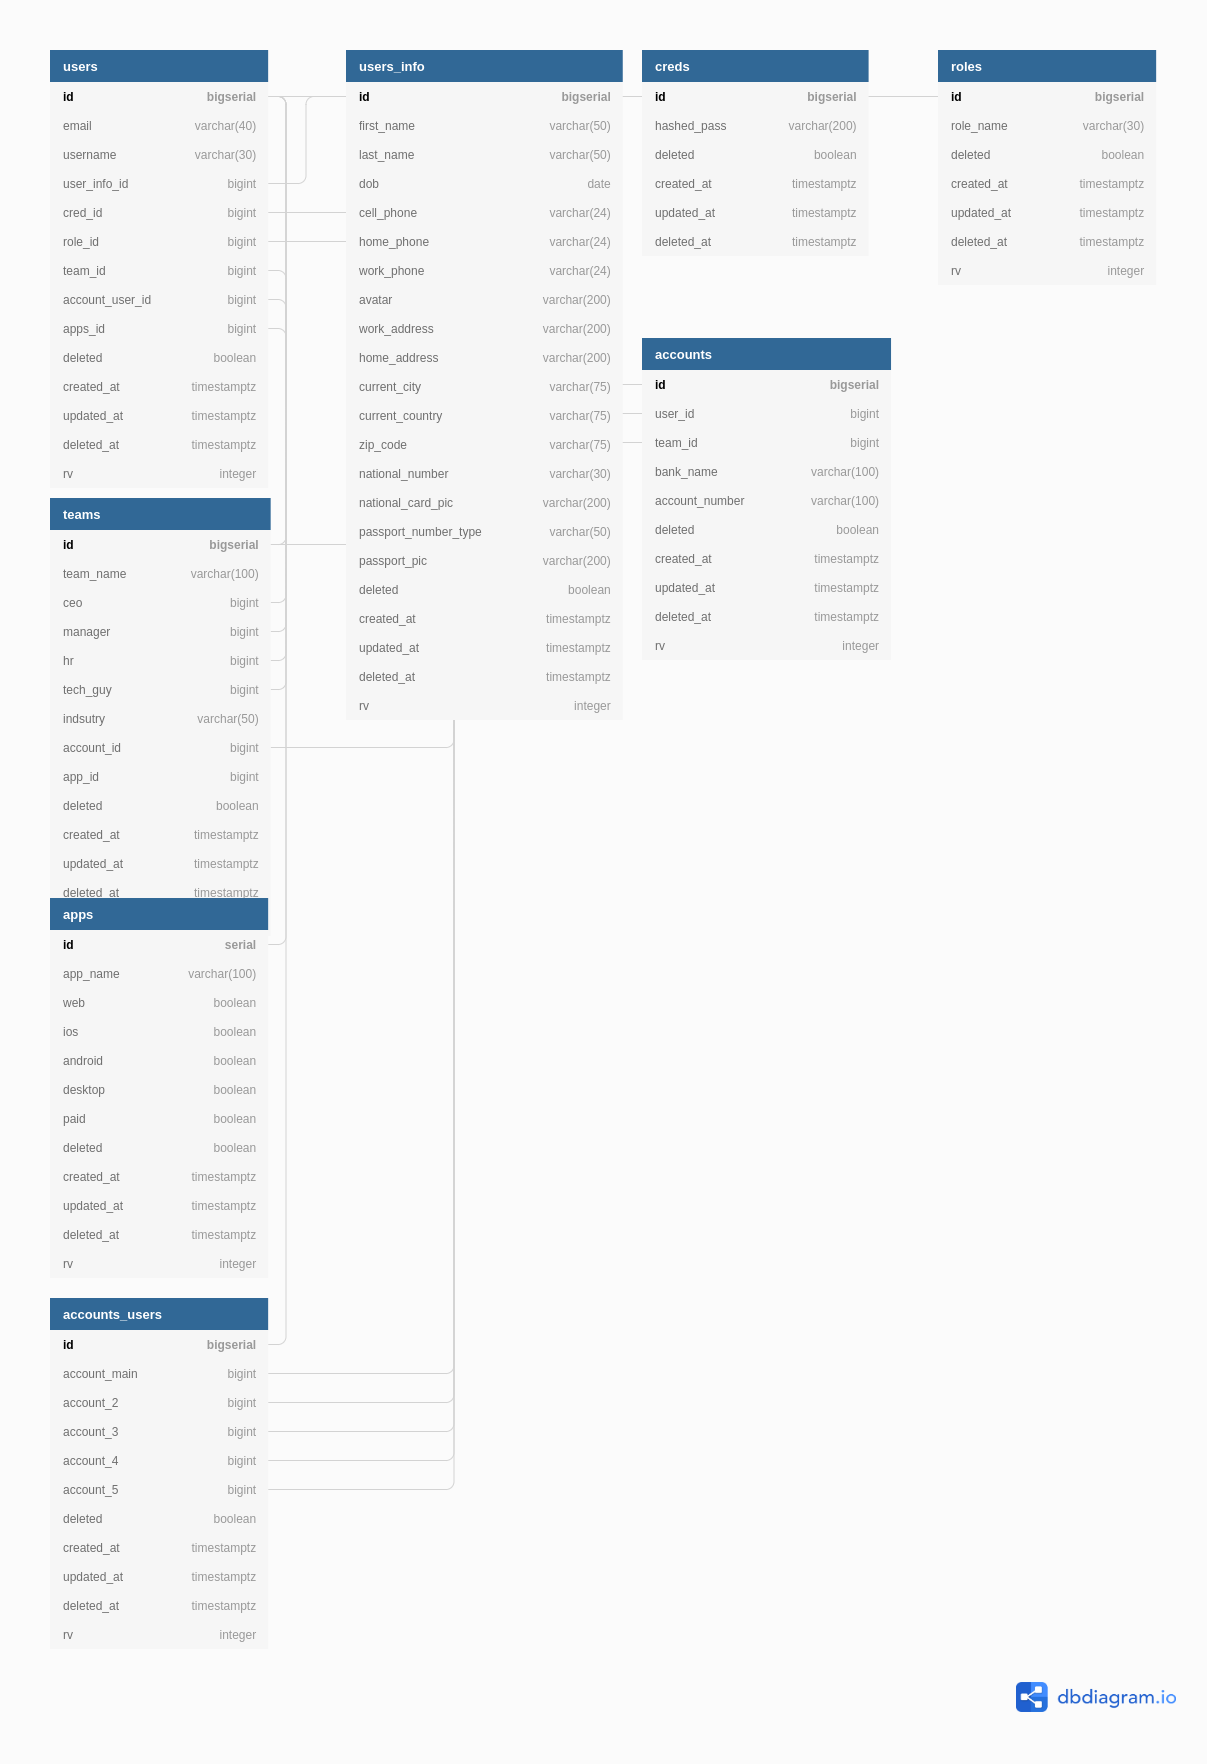 users
id bigserial
email varchar(40)
username varchar(30)
user_info_id bigint
cred_id bigint
role_id bigint
team_id bigint
account_user_id bigint
apps_id bigint
deleted boolean
created_at timestamptz
updated_at timestamptz
deleted_at timestamptz
rv integer
teams
id bigserial
team_name varchar(100)
ceo bigint
manager bigint
hr bigint
tech_guy bigint
indsutry varchar(50)
account_id bigint
app_id bigint
deleted boolean
created_at timestamptz
updated_at timestamptz
deleted_at timestamptz
apps
id serial
app_name varchar(100)
web boolean
ios boolean
android boolean
desktop boolean
paid boolean
deleted boolean
created_at timestamptz
updated_at timestamptz
deleted_at timestamptz
rv integer
accounts_users
id bigserial
account_main bigint
account_2 bigint
account_3 bigint
account_4 bigint
account_5 bigint
deleted boolean
created_at timestamptz
updated_at timestamptz
deleted_at timestamptz
rv integer
users_info
id bigserial
first_name varchar(50)
last_name varchar(50)
dob date
cell_phone varchar(24)
home_phone varchar(24)
work_phone varchar(24)
avatar varchar(200)
work_address varchar(200)
home_address varchar(200)
current_city varchar(75)
current_country varchar(75)
zip_code varchar(75)
national_number varchar(30)
national_card_pic varchar(200)
passport_number_type varchar(50)
passport_pic varchar(200)
deleted boolean
created_at timestamptz
updated_at timestamptz
deleted_at timestamptz
rv integer
creds
id bigserial
hashed_pass varchar(200)
deleted boolean
created_at timestamptz
updated_at timestamptz
deleted_at timestamptz
accounts
id bigserial
user_id bigint
team_id bigint
bank_name varchar(100)
account_number varchar(100)
deleted boolean
created_at timestamptz
updated_at timestamptz
deleted_at timestamptz
rv integer
roles
id bigserial
role_name varchar(30)
deleted boolean
created_at timestamptz
updated_at timestamptz
deleted_at timestamptz
rv integer
dbdiagram.io